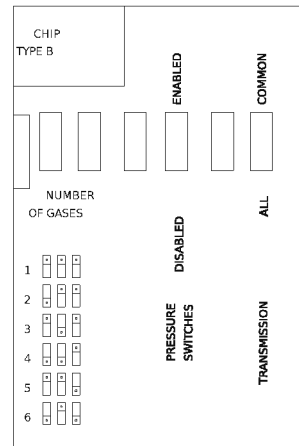 CHIP
TYPE B
ENABLED
COMMON
NUMBER
OF GASES
DISABLED
ALL
1
2
3
4
5
6
PRESSURE
SWITCHES
TRANSMISSION